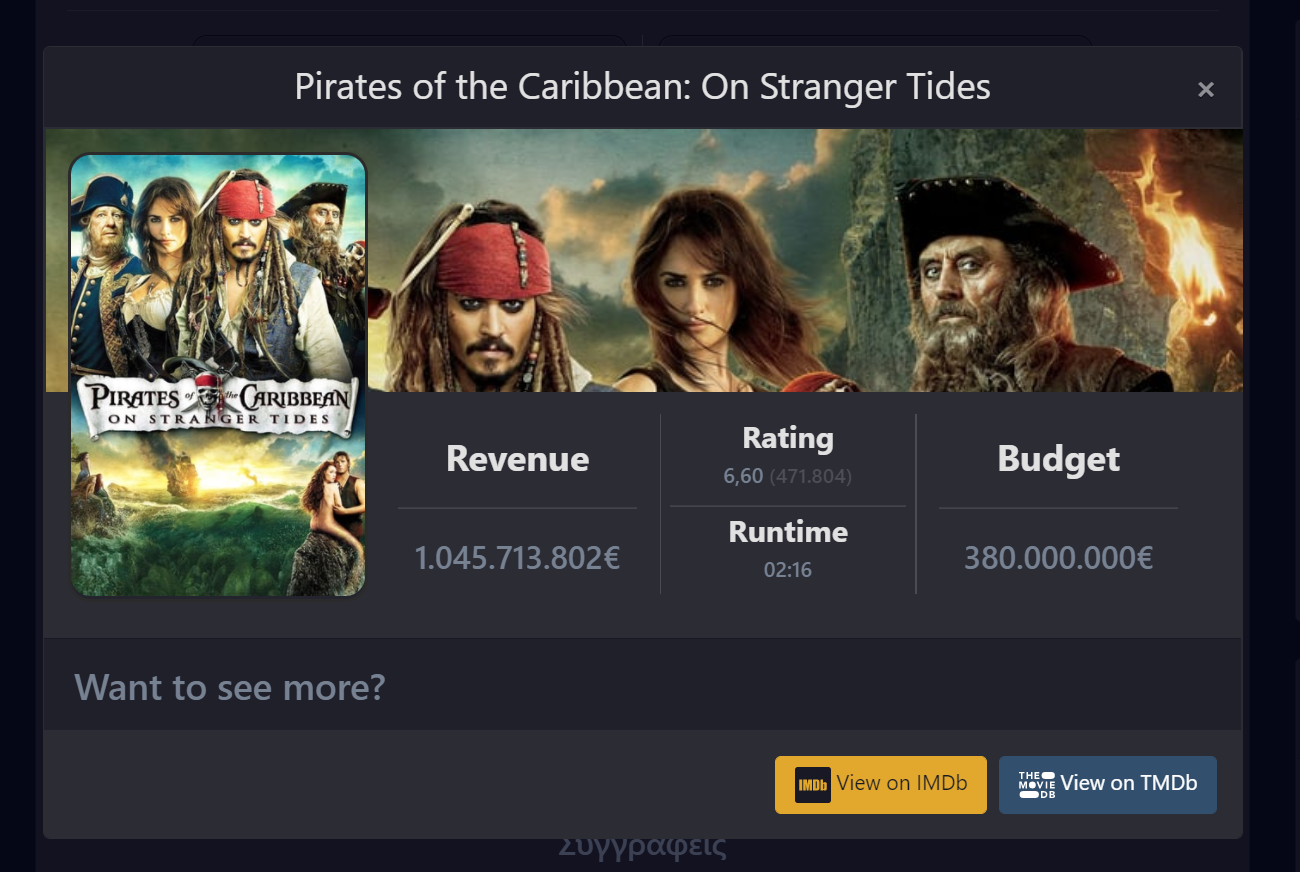 Pirates of the Caribbean: On Stranger Tides
×
PIRATES of the CARIBBEAN
ON STRANGER TIDES
Revenue
1.045.713.802€
Rating
6,60 (471.804)
Runtime
02:16
Budget
380.000.000€
Want to see more?
IMDb View on IMDb
THE MOVIE DB View on TMDb
Συγγραφείς